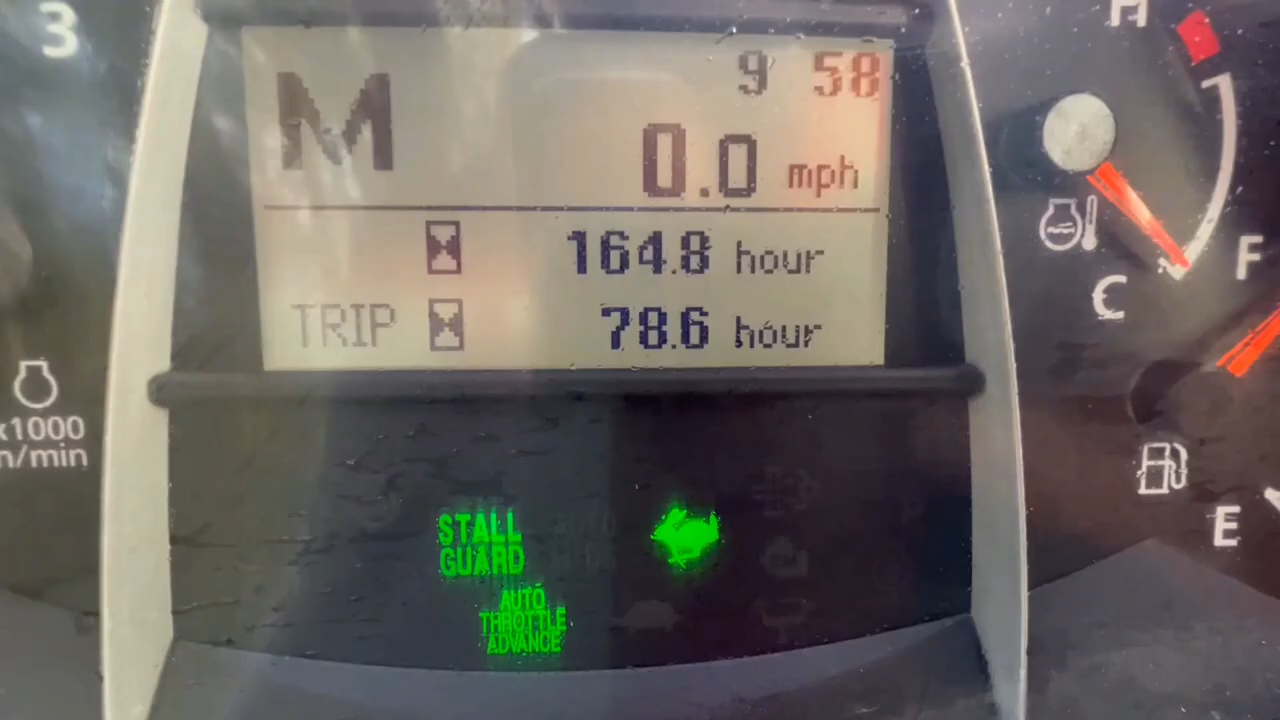 3
H
M
9 58
0.0 mph
164.8 hour
TRIP 78.6 hour
C
F
x1000
n/min
E
STALL
GUARD
AUTO
THROTTLE
ADVANCE